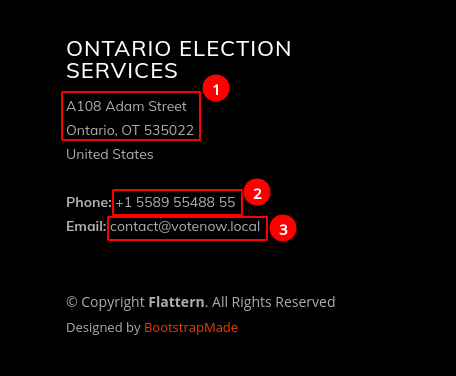 ONTARIO ELECTION
SERVICES
1
A108 Adam Street
Ontario, OT 535022
United States
2
Phone: +1 5589 55488 55
Email: contact@votenow.local
3
© Copyright Flattern. All Rights Reserved
Designed by BootstrapMade